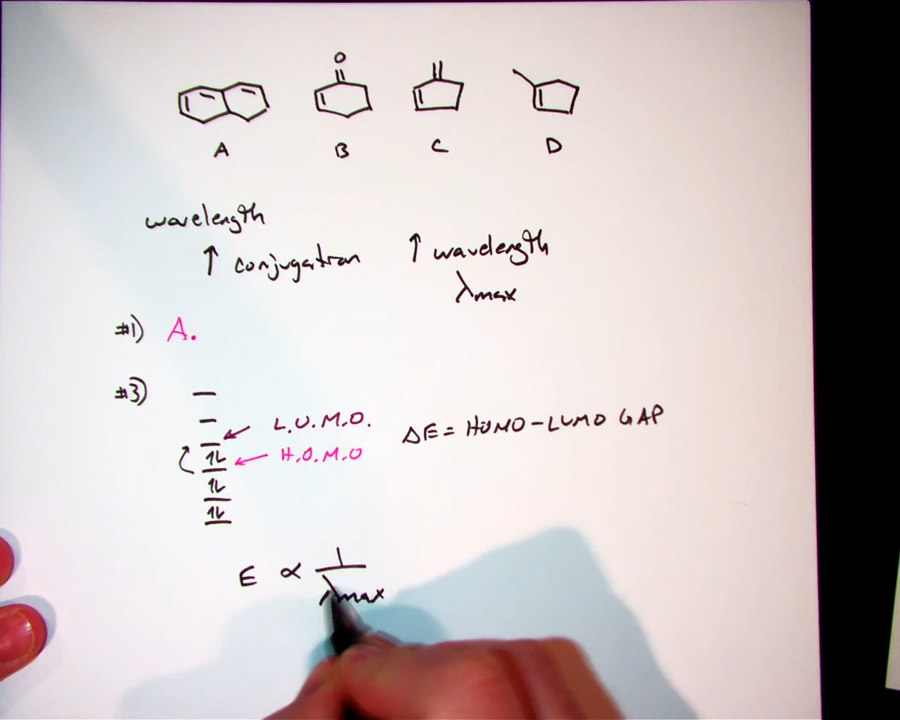 O
A B C D
wavelength
↑ conjugation ↑ wavelength
λmax
#1) A.
#3)
L.U.M.O. ΔE = HOMO-LUMO GAP
H.O.M.O
E ∝ 1
λmax